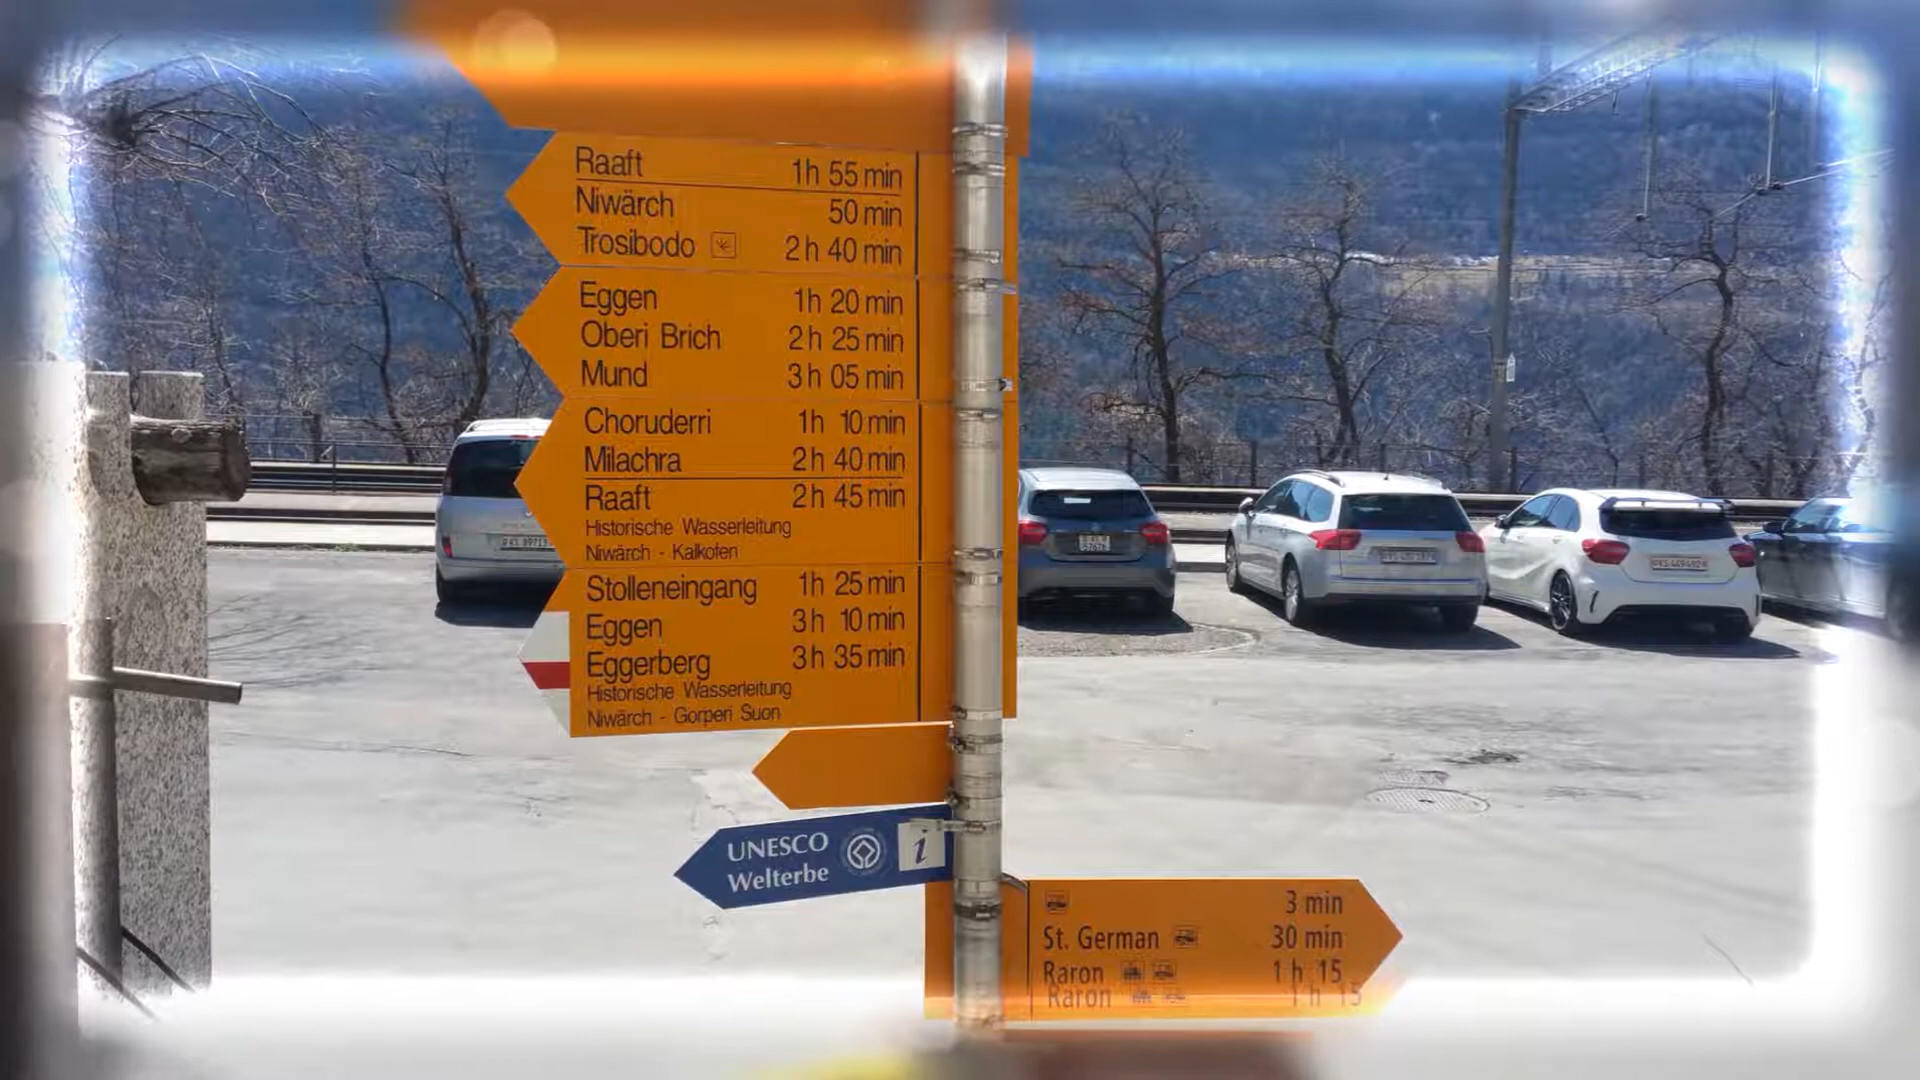 Raaft 1h 55 min
Niwärch 50 min
Trosibodo 2h 40 min
Eggen 1h 20 min
Oberi Brich 2h 25 min
Mund 3h 05 min
Choruderri 1h 10 min
Milachra 2h 40 min
Raaft 2h 45 min
Historische Wasserleitung
Niwärch - Kalkofen
Stolleneingang 1h 25 min
Eggen 3h 10 min
Eggerberg 3h 35 min
Historische Wasserleitung
Niwärch - Gorperi Suon
UNESCO
Welterbe
i
3 min
St. German 30 min
Raron 1 h 15
Raron 1 h 15